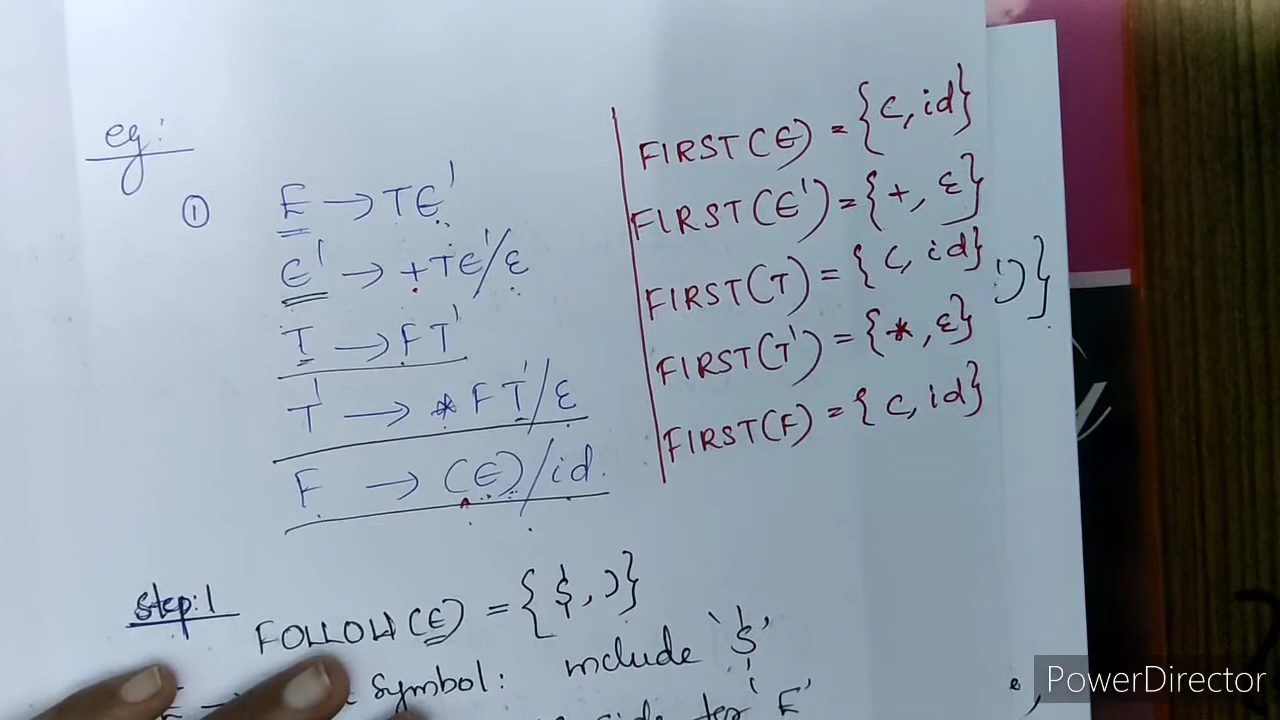 eg:
① E → TE'
E' → +TE'/ε
T → FT'
T' → *FT'/ε
F → (E)/id.
FIRST(E) = {(, id}
FIRST(E') = {+, ε}
FIRST(T) = {(, id}
FIRST(T') = {*, ε}
FIRST(F) = {(, id}
')}
step:1
FOLLOW(E) = {$, )}
symbol: include '$'
for E'
PowerDirector